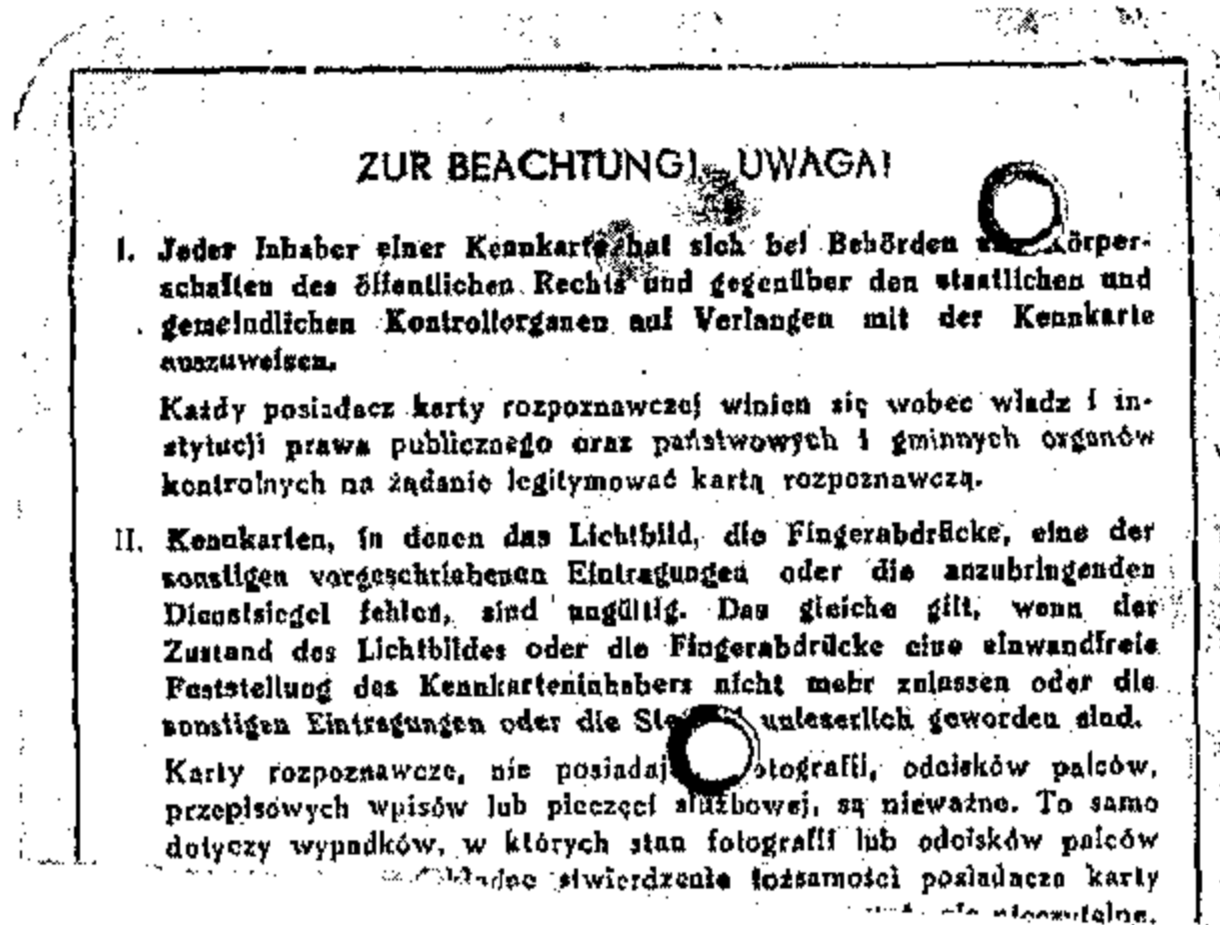 ZUR BEACHTUNG! UWAGA!
I. Jeder Inhaber einer Kennkarte hat sich bei Behörden örper-
schaften des öffentlichen Rechts und gegenüber den staatlichen und
gemeindlichen Kontrollorganen auf Verlangen mit der Kennkarte
auszuweisen.
Każdy posiadacz karty rozpoznawczej winien się wobec władz i in-
stytucji prawa publicznego oraz państwowych i gminnych organów
kontrolnych na żądanie legitymować kartą rozpoznawczą.
II. Kennkarten, in denen das Lichtbild, die Fingerabdrücke, eine der
sonstigen vorgeschriebenen Eintragungen oder die anzubringenden
Dienstsiegel fehlen, sind ungültig. Das gleiche gilt, wenn der
Zustand des Lichtbildes oder die Fingerabdrücke eine einwandfreie
Feststellung des Kennkarteninhabers nicht mehr zulassen oder die
sonstigen Eintragungen oder die unleserlich geworden sind.
Karty rozpoznawcze, nie posiadaj otografii, odcisków palców,
przepisowych wpisów lub pieczęci służbowej, są nieważne. To samo
dotyczy wypadków, w których stan fotografii lub odcisków palców
stwierdzenie tożsamości posiadacza karty
nieczytelne.